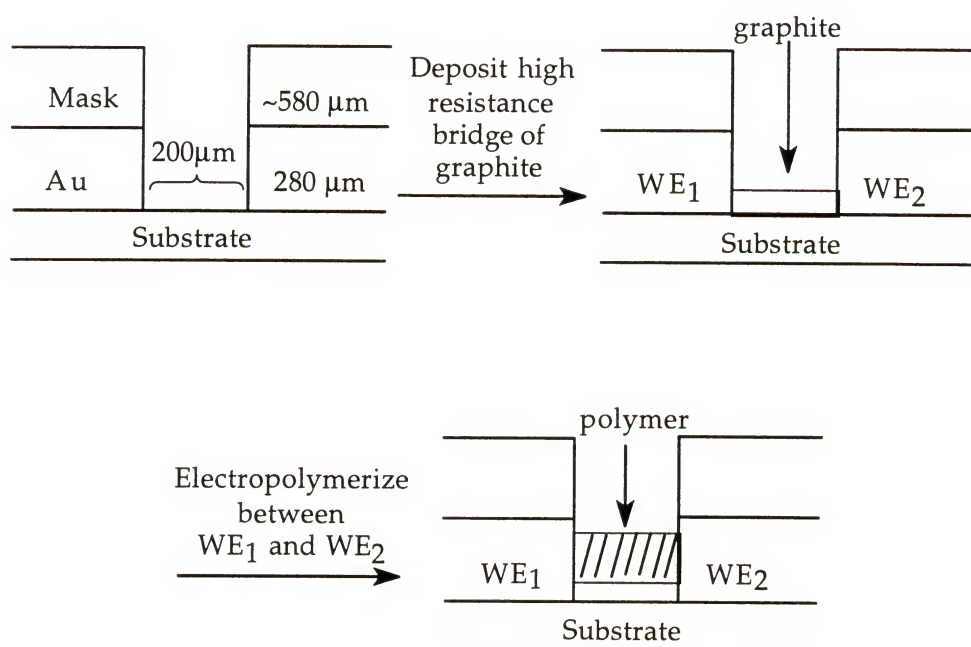 Mask
~580 μm
200μm
Au
280 μm
Substrate
Deposit high
resistance
bridge of
graphite
graphite
WE1
WE2
Substrate
Electropolymerize
between
WE1 and WE2
polymer
WE1
WE2
Substrate